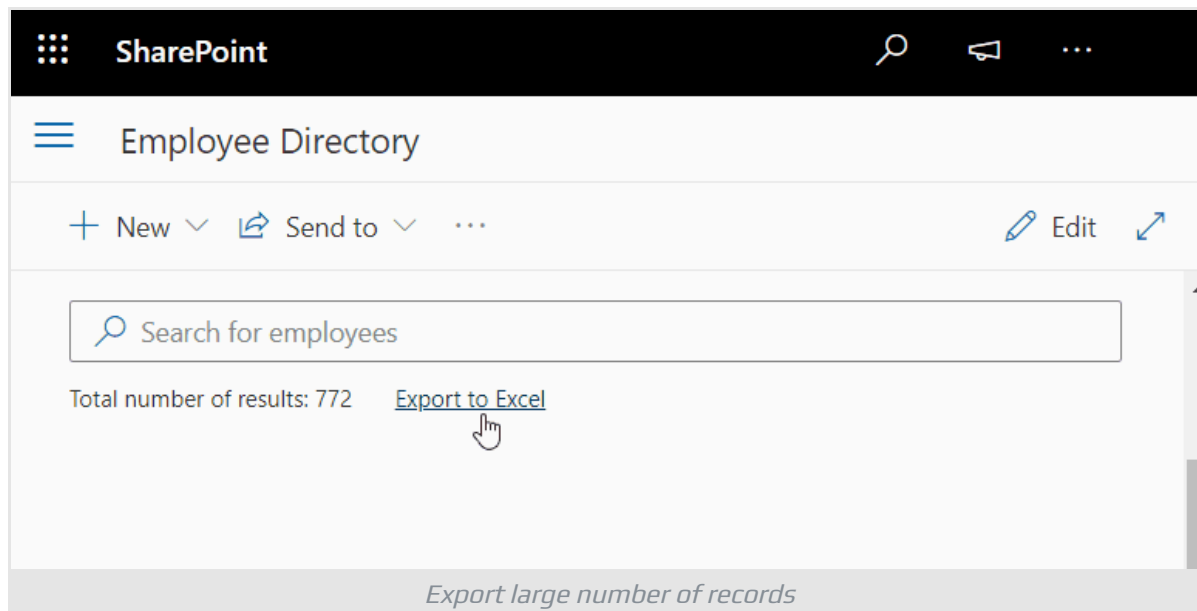 SharePoint
Employee Directory
New Send to Edit
Search for employees
Total number of results: 772 Export to Excel
Export large number of records